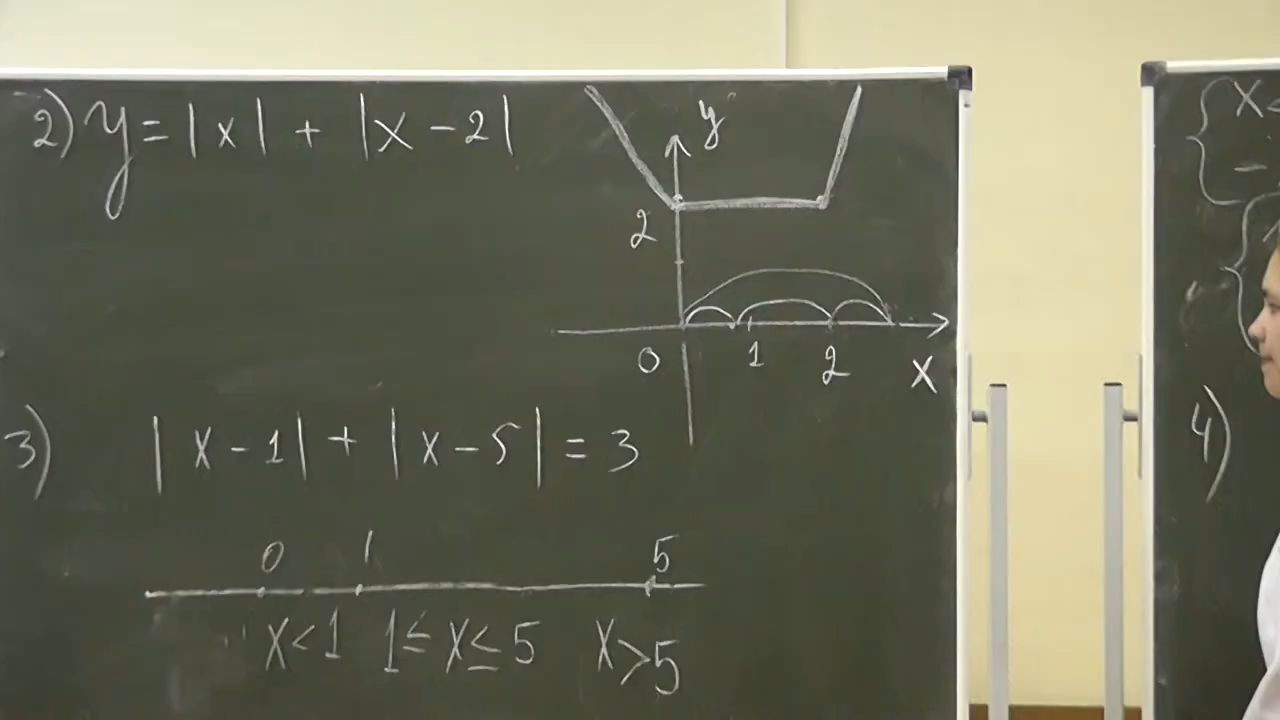 2) y = |x| + |x - 2|
y
2
0 1 2 x
3) |x - 1| + |x - 5| = 3
0 1 5
x < 1 1 ≤ x ≤ 5 x > 5
x <
4)